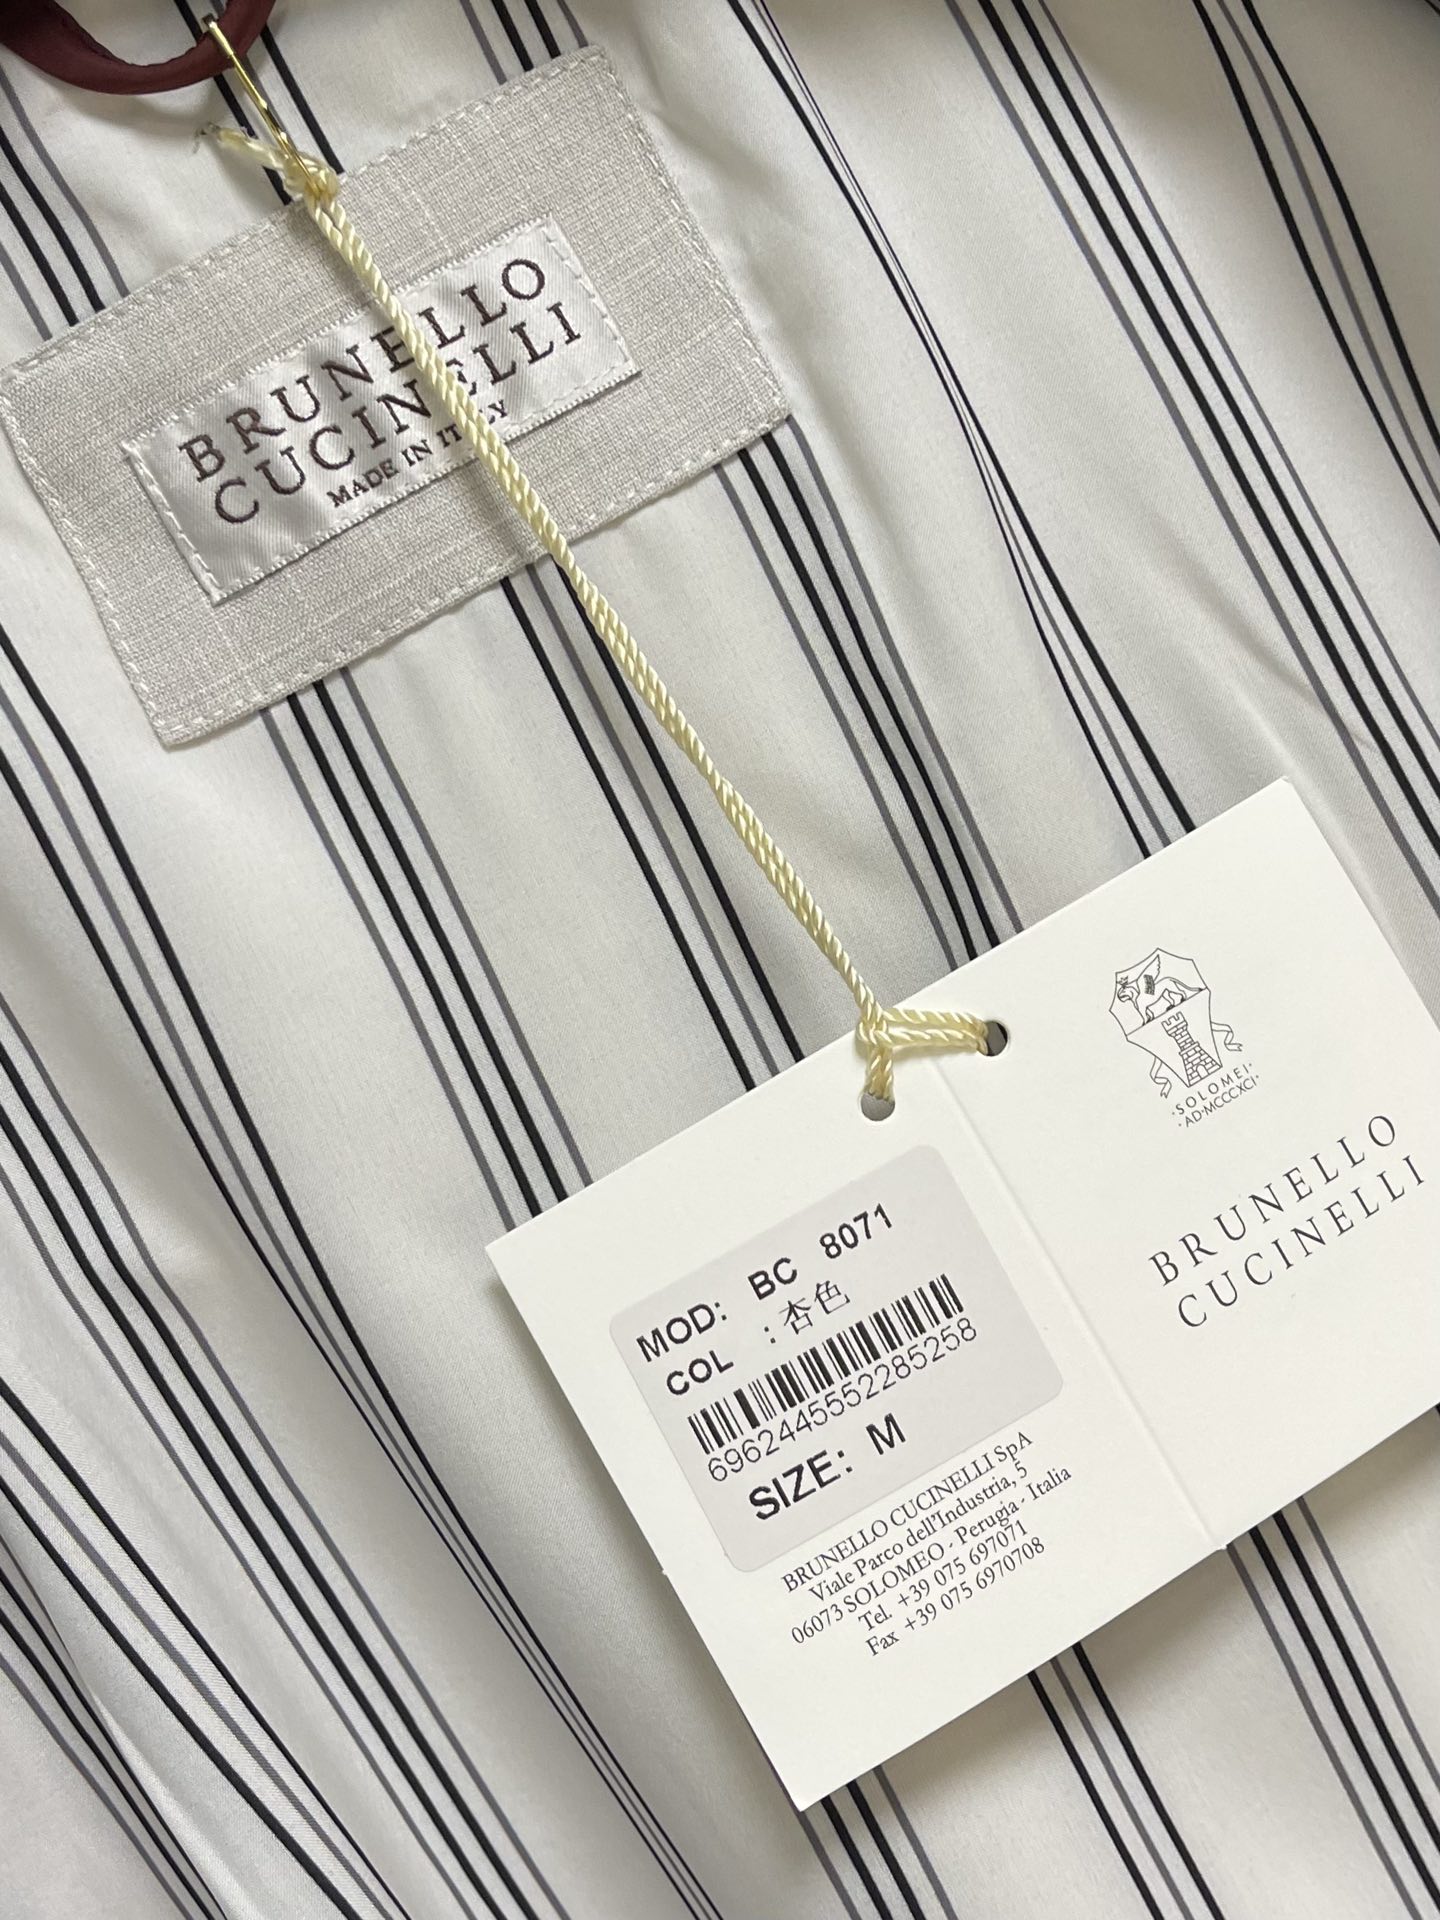 BRUNELLO
CUCINELLI
MADE IN ITALY
·SOLOMEI·
·AD·MCCCXCI·
BRUNELLO
CUCINELLI
MOD: BC 8071
COL : 杏色
6962445552285258
SIZE: M
BRUNELLO CUCINELLI SpA
Viale Parco dell'Industria, 5
06073 SOLOMEO - Perugia - Italia
Tel. +39 075 697071
Fax +39 075 6970708